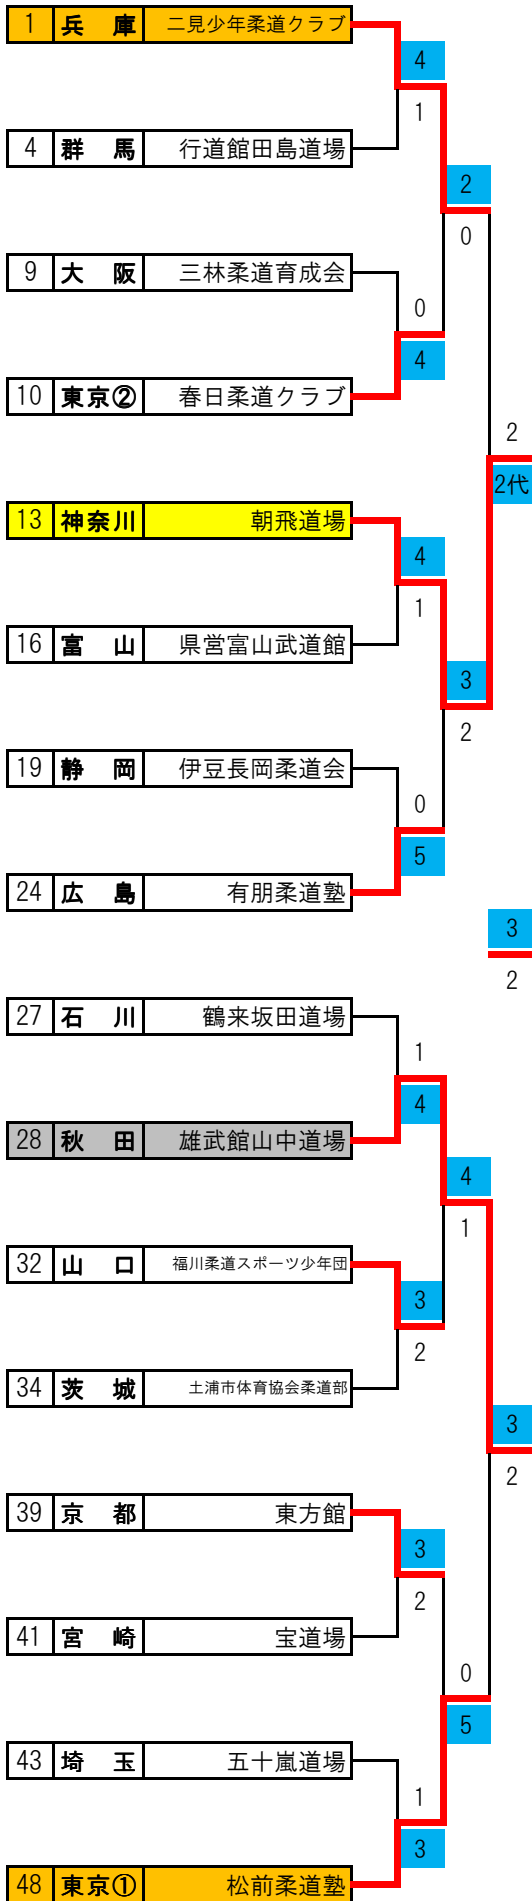 1 兵庫 二見少年柔道クラブ
4
1
4 群馬 行道館田島道場
2
0
9 大阪 三林柔道育成会
0
4
10 東京② 春日柔道クラブ
2
2代
13 神奈川 朝飛道場
4
1
16 富山 県営富山武道館
3
2
19 静岡 伊豆長岡柔道会
0
5
24 広島 有朋柔道塾
3
2
27 石川 鶴来坂田道場
1
4
28 秋田 雄武館山中道場
4
1
32 山口 福川柔道スポーツ少年団
3
2
34 茨城 土浦市体育協会柔道部
3
2
39 京都 東方館
3
2
41 宮崎 宝道場
0
5
43 埼玉 五十嵐道場
1
3
48 東京① 松前柔道塾